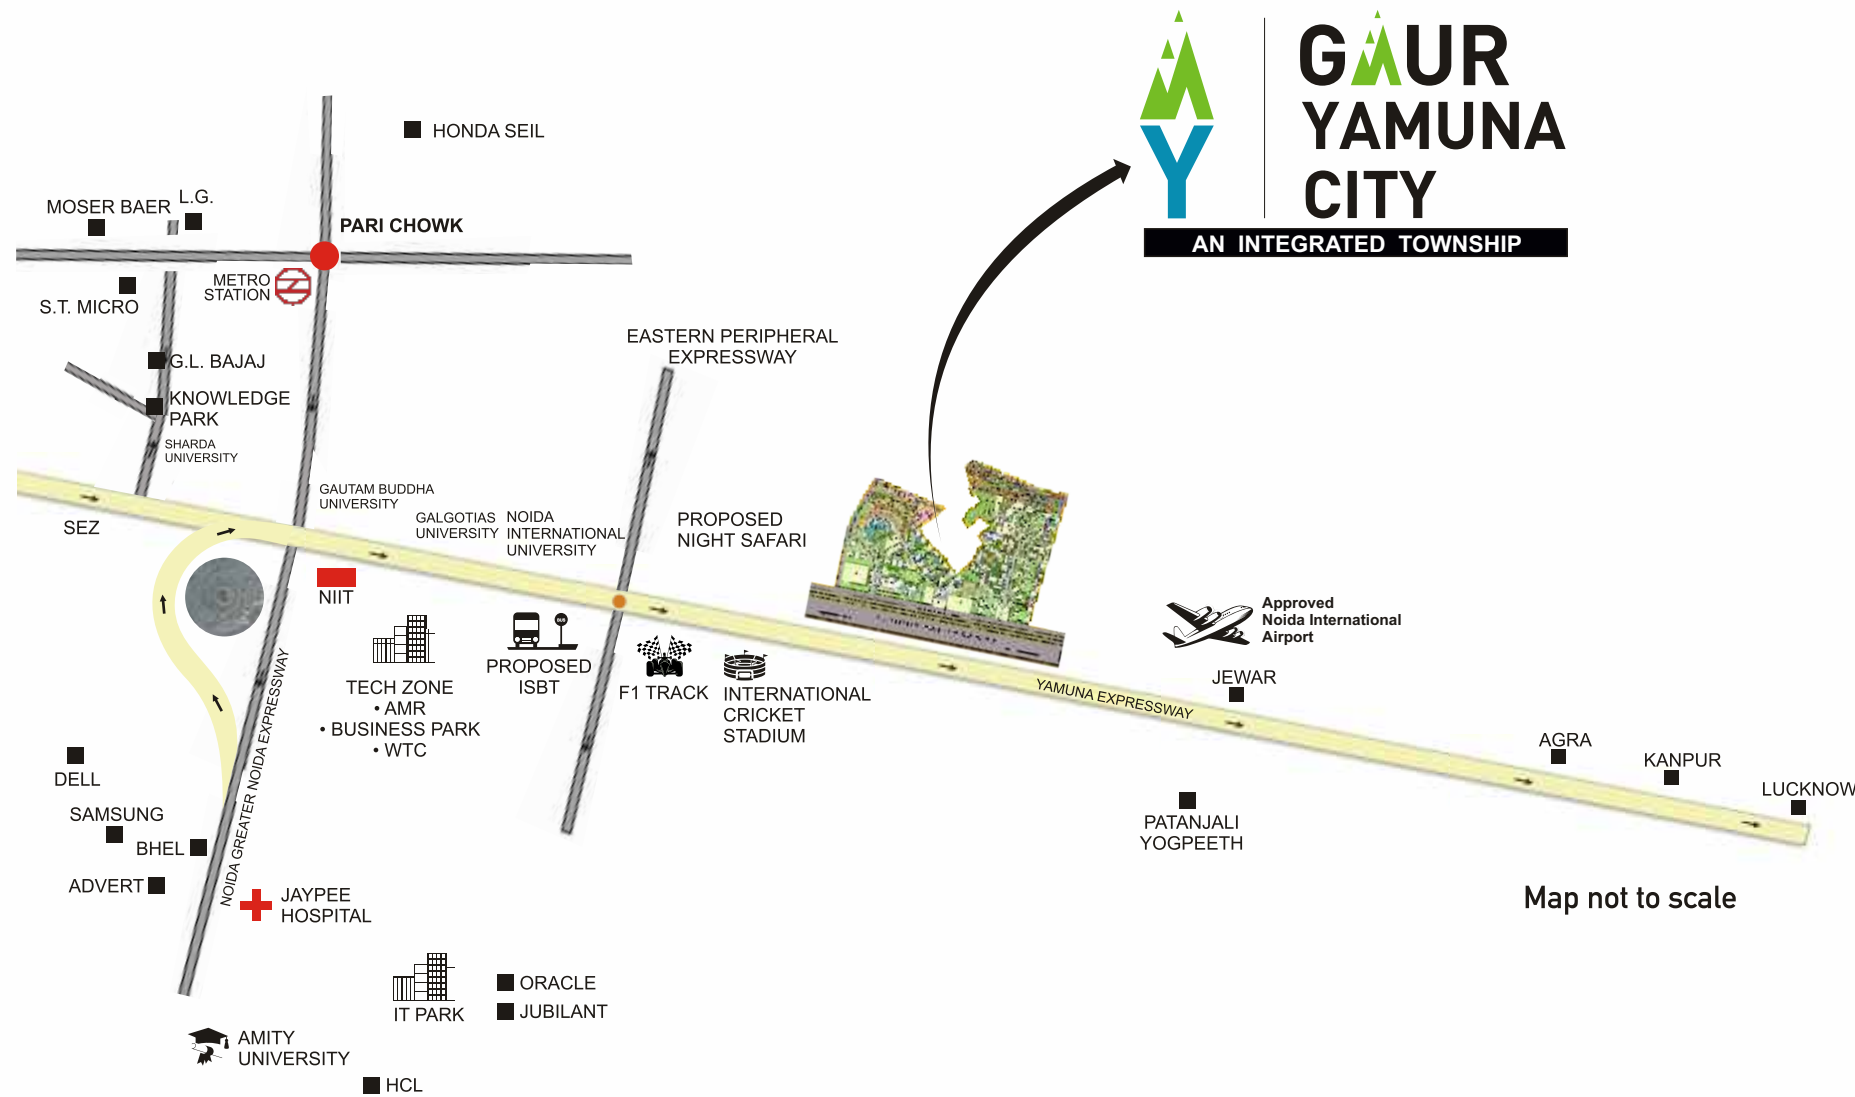 GAUR
YAMUNA
CITY
AN INTEGRATED TOWNSHIP
HONDA SEIL
MOSER BAER
L.G.
PARI CHOWK
METRO
STATION
S.T. MICRO
G.L. BAJAJ
KNOWLEDGE
PARK
SHARDA
UNIVERSITY
EASTERN PERIPHERAL
EXPRESSWAY
SEZ
GAUTAM BUDDHA
UNIVERSITY
GALGOTIAS
UNIVERSITY
NOIDA
INTERNATIONAL
UNIVERSITY
PROPOSED
NIGHT SAFARI
NIIT
TECH ZONE
• AMR
• BUSINESS PARK
• WTC
BUS
PROPOSED
ISBT
F1 TRACK
INTERNATIONAL
CRICKET
STADIUM
Approved
Noida International
Airport
JEWAR
YAMUNA EXPRESSWAY
AGRA
KANPUR
LUCKNOW
PATANJALI
YOGPEETH
NOIDA GREATER NOIDA EXPRESSWAY
DELL
SAMSUNG
BHEL
ADVERT
JAYPEE
HOSPITAL
Map not to scale
IT PARK
ORACLE
JUBILANT
AMITY
UNIVERSITY
HCL